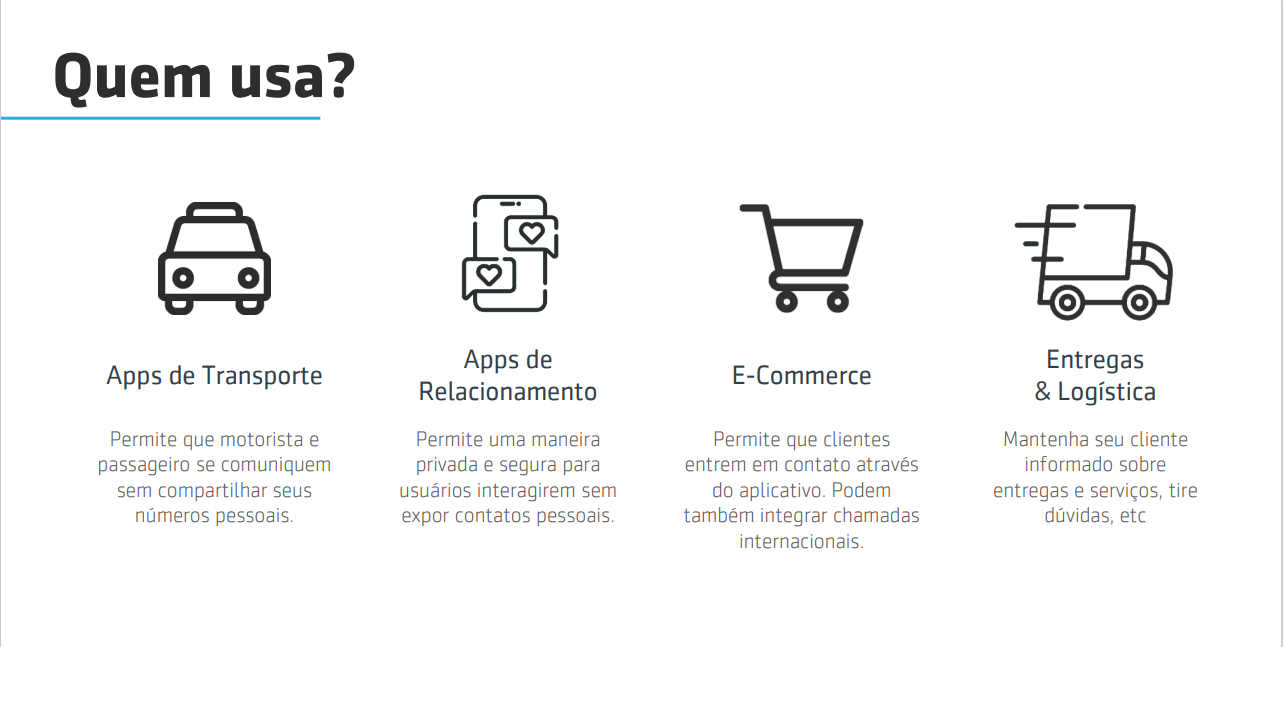 Quem usa?
Apps de Transporte
Permite que motorista e
passageiro se comuniquem
sem compartilhar seus
números pessoais.
Apps de
Relacionamento
Permite uma maneira
privada e segura para
usuários interagirem sem
expor contatos pessoais.
E-Commerce
Permite que clientes
entrem em contato através
do aplicativo. Podem
também integrar chamadas
internacionais.
Entregas
& Logística
Mantenha seu cliente
informado sobre
entregas e serviços, tire
dúvidas, etc